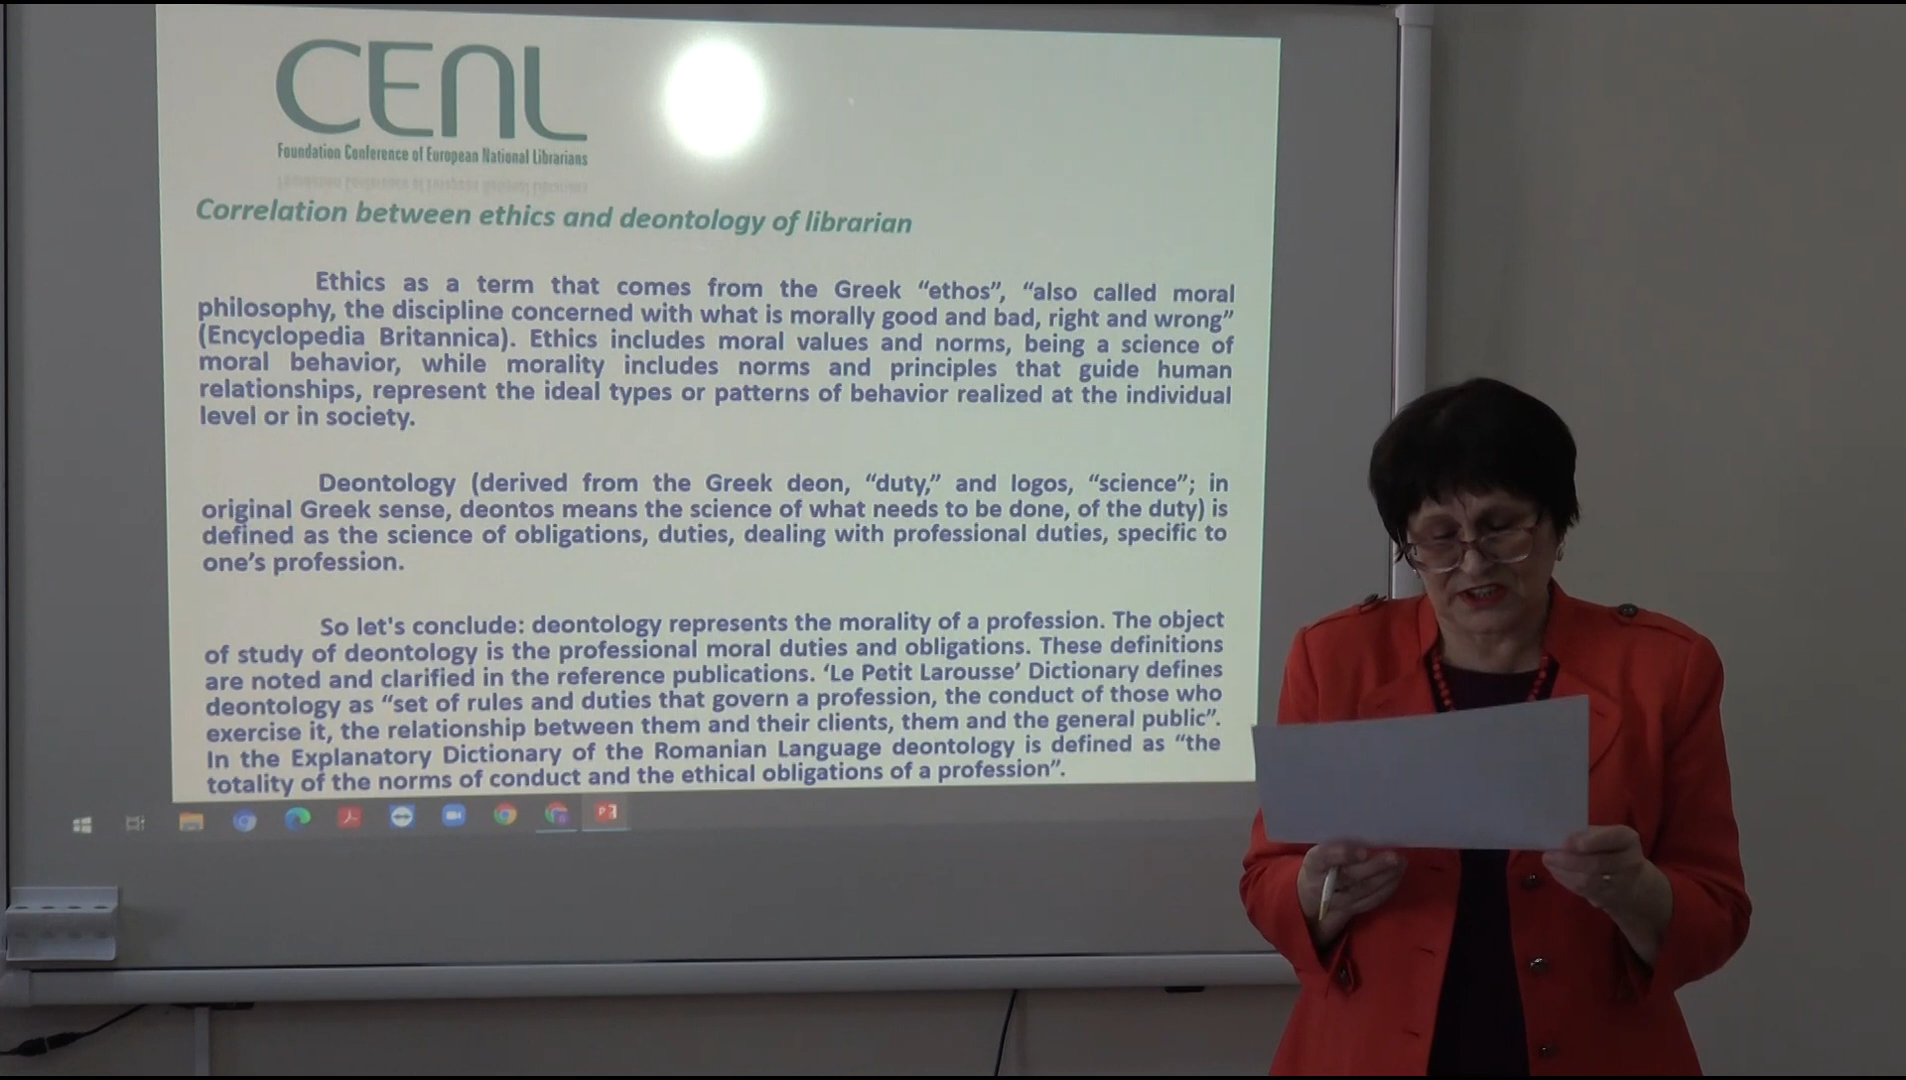 CENL
Foundation Conference of European National Librarians
Correlation between ethics and deontology of librarian
Ethics as a term that comes from the Greek “ethos”, “also called moral
philosophy, the discipline concerned with what is morally good and bad, right and wrong”
(Encyclopedia Britannica). Ethics includes moral values and norms, being a science of
moral behavior, while morality includes norms and principles that guide human
relationships, represent the ideal types or patterns of behavior realized at the individual
level or in society.
Deontology (derived from the Greek deon, “duty,” and logos, “science”; in
original Greek sense, deontos means the science of what needs to be done, of the duty) is
defined as the science of obligations, duties, dealing with professional duties, specific to
one’s profession.
So let's conclude: deontology represents the morality of a profession. The object
of study of deontology is the professional moral duties and obligations. These definitions
are noted and clarified in the reference publications. ‘Le Petit Larousse’ Dictionary defines
deontology as “set of rules and duties that govern a profession, the conduct of those who
exercise it, the relationship between them and their clients, them and the general public”.
In the Explanatory Dictionary of the Romanian Language deontology is defined as “the
totality of the norms of conduct and the ethical obligations of a profession”.